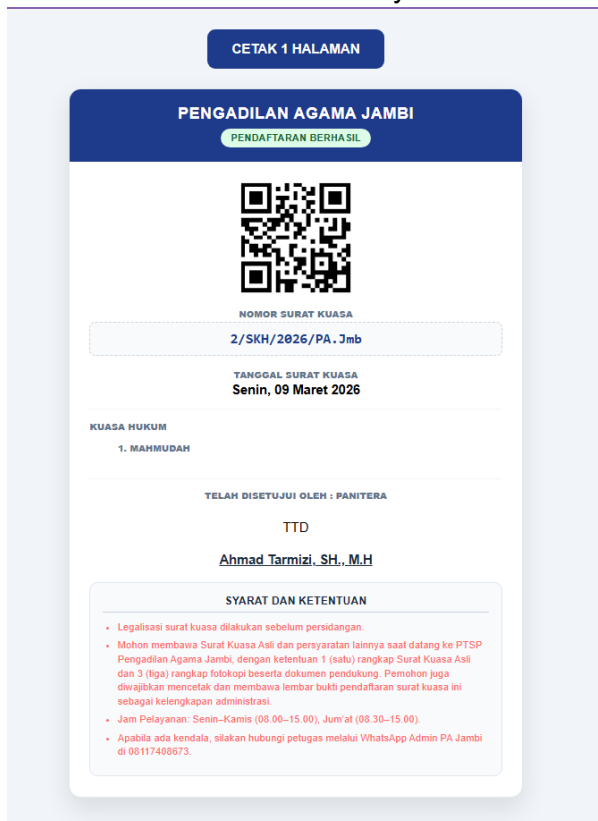 CETAK 1 HALAMAN
PENGADILAN AGAMA JAMBI
PENDAFTARAN BERHASIL
NOMOR SURAT KUASA
2/SKH/2026/PA.Jmb
TANGGAL SURAT KUASA
Senin, 09 Maret 2026
KUASA HUKUM
1. MAHMUDAH
TELAH DISETUJUI OLEH : PANITERA
TTD
Ahmad Tarmizi, SH., M.H
SYARAT DAN KETENTUAN
• Legalisasi surat kuasa dilakukan sebelum persidangan.
• Mohon membawa Surat Kuasa Asli dan persyaratan lainnya saat datang ke PTSP
Pengadilan Agama Jambi, dengan ketentuan 1 (satu) rangkap Surat Kuasa Asli
dan 3 (tiga) rangkap fotokopi beserta dokumen pendukung. Pemohon juga
diwajibkan mencetak dan membawa lembar bukti pendaftaran surat kuasa ini
sebagai kelengkapan administrasi.
• Jam Pelayanan: Senin–Kamis (08.00–15.00), Jum'at (08.30–15.00).
• Apabila ada kendala, silakan hubungi petugas melalui WhatsApp Admin PA Jambi
di 08117408673.